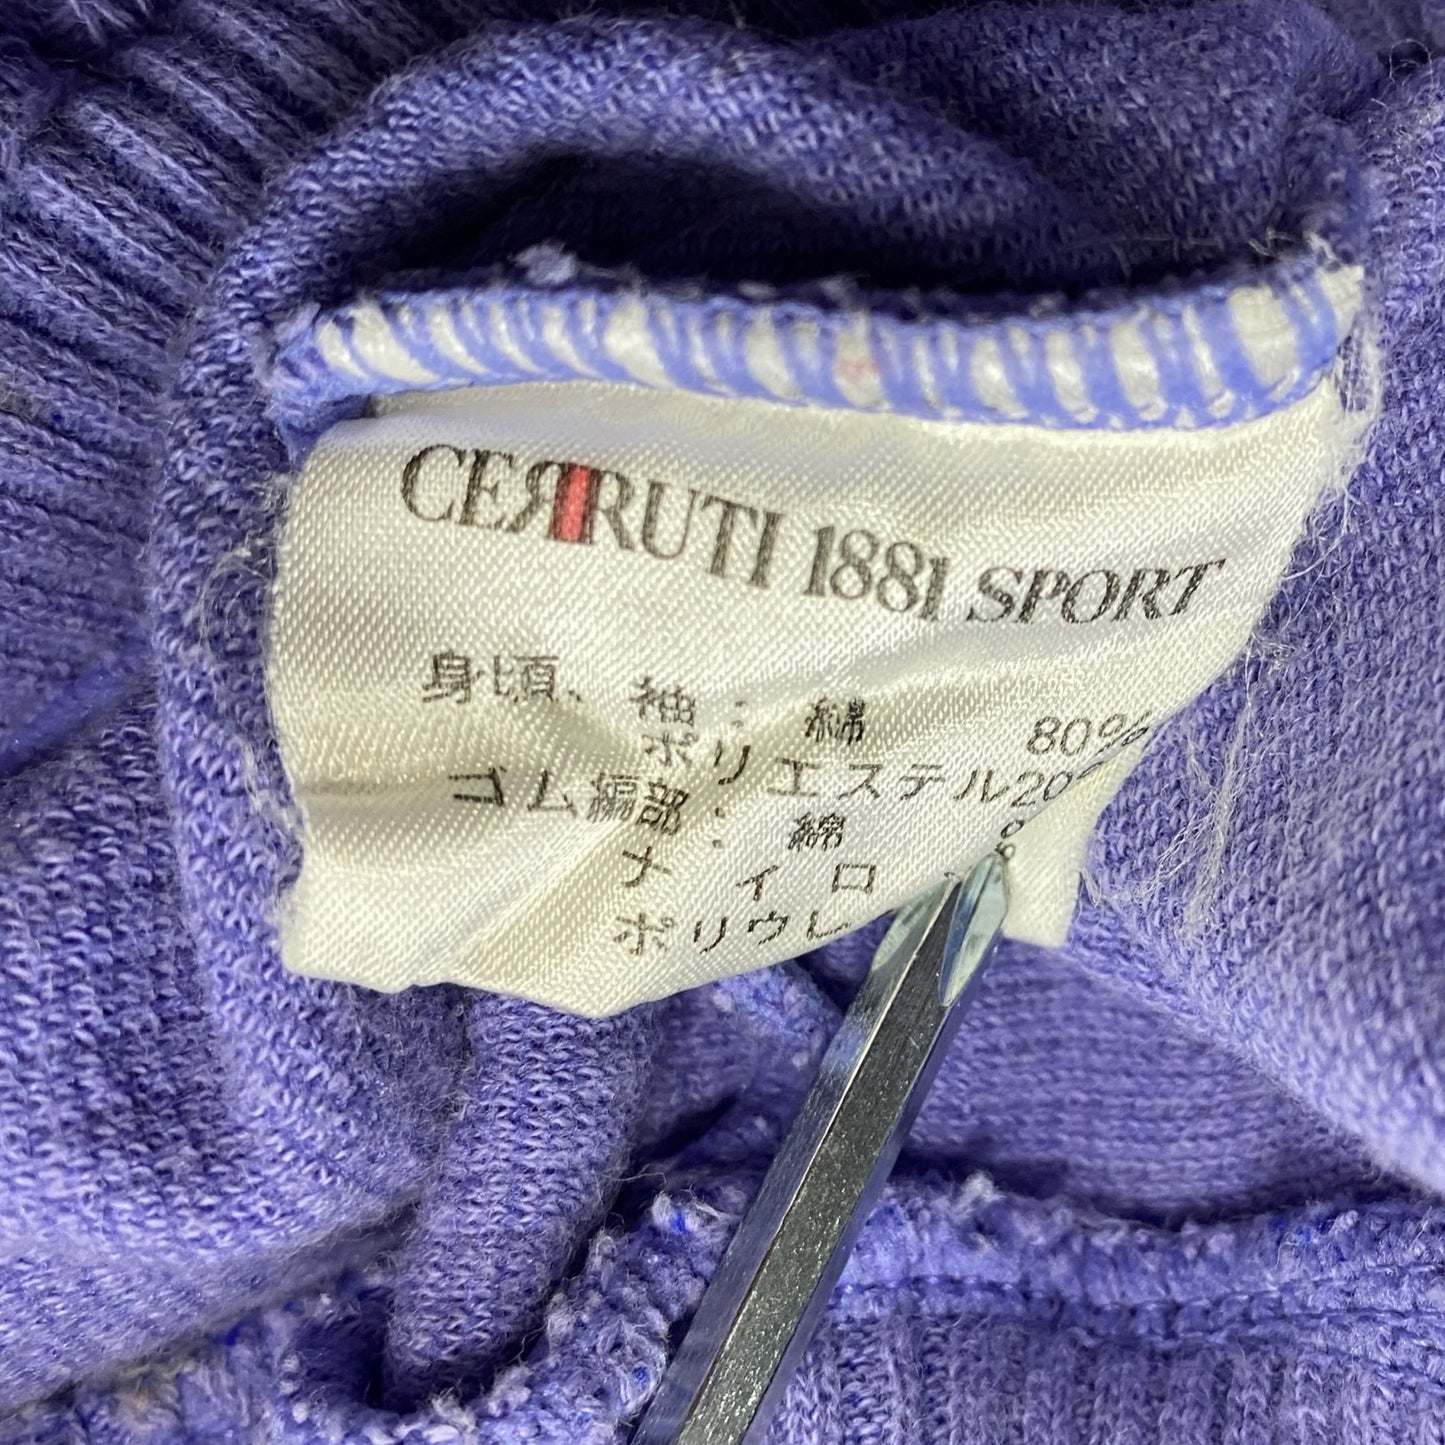 CERRUTI 1881 SPORT
身頃、袖：綿 80%
ポリエステル20%
ゴム編部：綿
ナイロ
ポリウレ